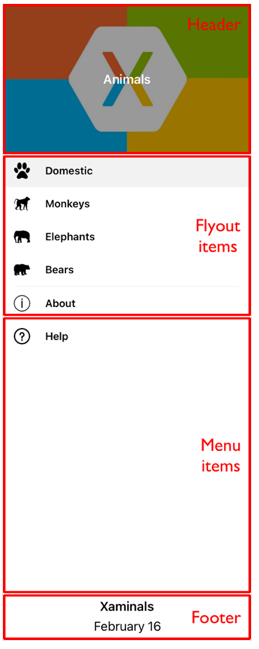 Header
Animals
Domestic
Monkeys
Elephants
Flyout
items
Bears
About
Help
Menu
items
Xaminals
February 16
Footer